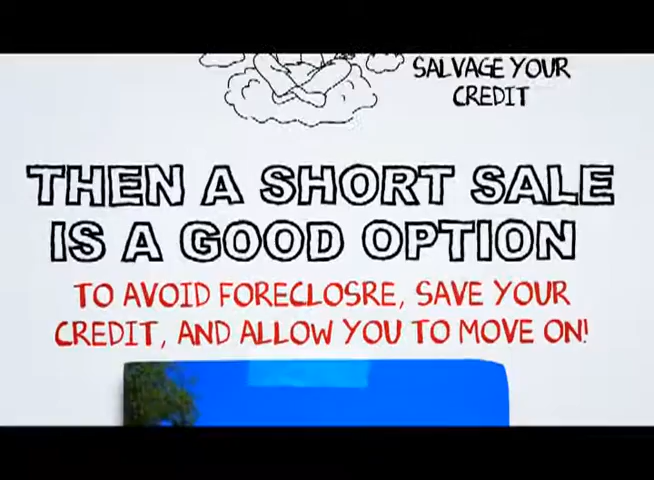 SALVAGE YOUR
CREDIT
THEN A SHORT SALE
IS A GOOD OPTION
TO AVOID FORECLOSRE, SAVE YOUR
CREDIT, AND ALLOW YOU TO MOVE ON!